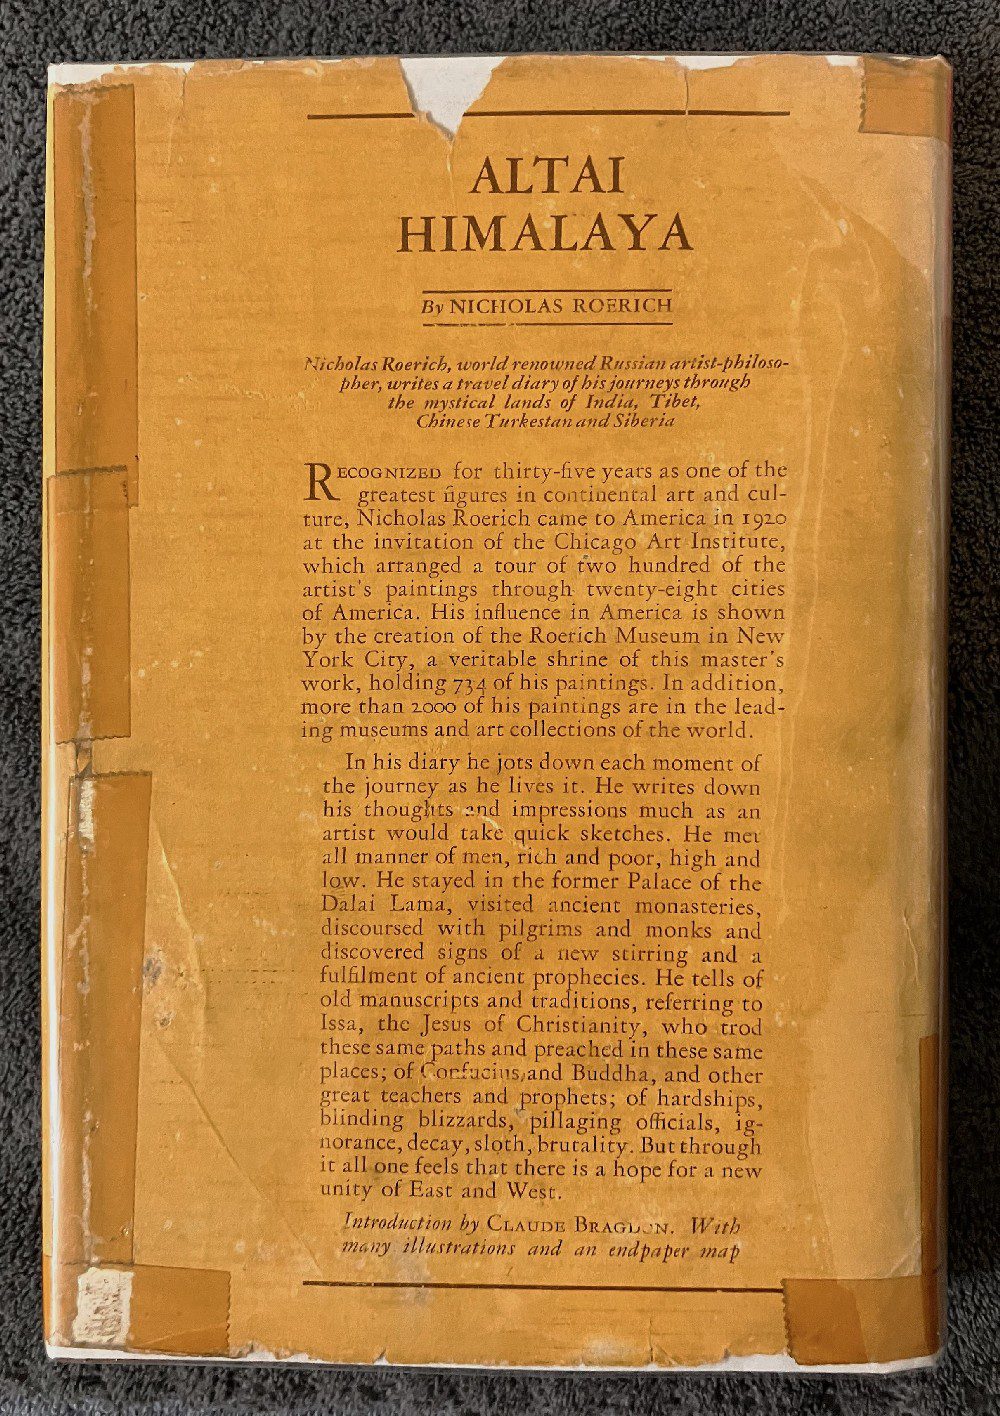 ALTAI
HIMALAYA
By NICHOLAS ROERICH
Nicholas Roerich, world renowned Russian artist-philoso-
pher, writes a travel diary of his journeys through
the mystical lands of India, Tibet,
Chinese Turkestan and Siberia
RECOGNIZED for thirty-five years as one of the
greatest figures in continental art and cul-
ture, Nicholas Roerich came to America in 1920
at the invitation of the Chicago Art Institute,
which arranged a tour of two hundred of the
artist's paintings through twenty-eight cities
of America. His influence in America is shown
by the creation of the Roerich Museum in New
York City, a veritable shrine of this master's
work, holding 734 of his paintings. In addition,
more than 2000 of his paintings are in the lead-
ing museums and art collections of the world.
In his diary he jots down each moment of
the journey as he lives it. He writes down
his thoughts and impressions much as an
artist would take quick sketches. He met
all manner of men, rich and poor, high and
low. He stayed in the former Palace of the
Dalai Lama, visited ancient monasteries,
discoursed with pilgrims and monks and
discovered signs of a new stirring and a
fulfilment of ancient prophecies. He tells of
old manuscripts and traditions, referring to
Issa, the Jesus of Christianity, who trod
these same paths and preached in these same
places; of Confucius, and Buddha, and other
great teachers and prophets; of hardships,
blinding blizzards, pillaging officials, ig-
norance, decay, sloth, brutality. But through
it all one feels that there is a hope for a new
unity of East and West.
Introduction by CLAUDE BRAGDON. With
many illustrations and an endpaper map